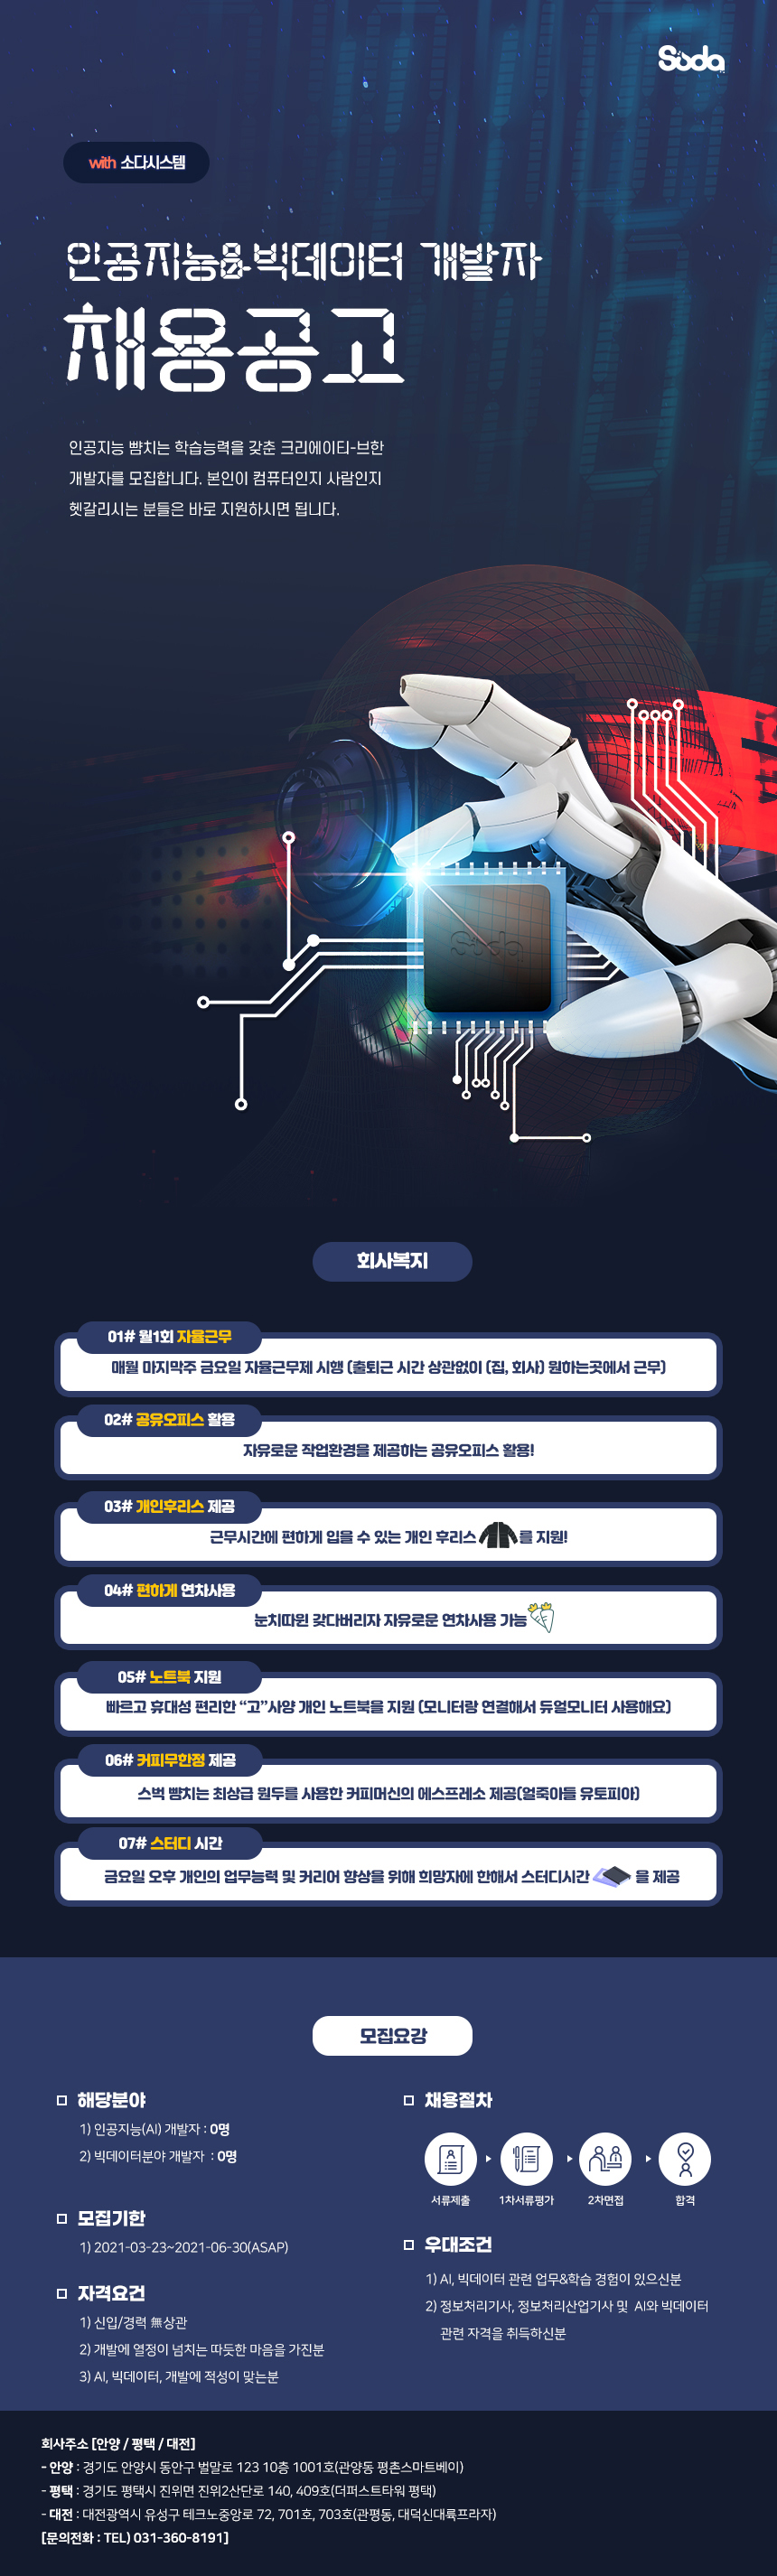 Soda
with 소다시스템
인공지능&빅데이터 개발자
채용공고
인공지능 뺨치는 학습능력을 갖춘 크리에이티-브한
개발자를 모집합니다. 본인이 컴퓨터인지 사람인지
헷갈리시는 분들은 바로 지원하시면 됩니다.
Soda
회사복지
01# 월1회 자율근무
매월 마지막주 금요일 자율근무제 시행 (출퇴근 시간 상관없이 (집, 회사) 원하는곳에서 근무)
02# 공유오피스 활용
자유로운 작업환경을 제공하는 공유오피스 활용!
03# 개인후리스 제공
근무시간에 편하게 입을 수 있는 개인 후리스 를 지원!
04# 편하게 연차사용
눈치따윈 갖다버리자 자유로운 연차사용 가능
05# 노트북 지원
빠르고 휴대성 편리한 “고”사양 개인 노트북을 지원 (모니터랑 연결해서 듀얼모니터 사용해요)
06# 커피무한정 제공
스벅 뺨치는 최상급 원두를 사용한 커피머신의 에스프레소 제공(얼죽아들 유토피아)
07# 스터디 시간
금요일 오후 개인의 업무능력 및 커리어 향상을 위해 희망자에 한해서 스터디시간 을 제공
모집요강
해당분야
1) 인공지능(AI) 개발자 : 0명
2) 빅데이터분야 개발자 : 0명
모집기한
1) 2021-03-23~2021-06-30(ASAP)
자격요건
1) 신입/경력 無상관
2) 개발에 열정이 넘치는 따듯한 마음을 가진분
3) AI, 빅데이터, 개발에 적성이 맞는분
채용절차
서류제출 1차서류평가 2차면접 합격
우대조건
1) AI, 빅데이터 관련 업무&학습 경험이 있으신분
2) 정보처리기사, 정보처리산업기사 및 AI와 빅데이터
관련 자격을 취득하신분
회사주소 [안양 / 평택 / 대전]
- 안양 : 경기도 안양시 동안구 벌말로 123 10층 1001호(관양동 평촌스마트베이)
- 평택 : 경기도 평택시 진위면 진위2산단로 140, 409호(더퍼스트타워 평택)
- 대전 : 대전광역시 유성구 테크노중앙로 72, 701호, 703호(관평동, 대덕신대륙프라자)
[문의전화 : TEL) 031-360-8191]